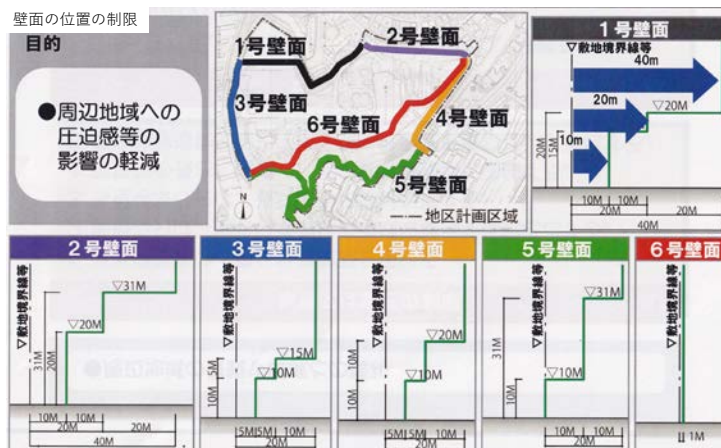 壁面の位置の制限
目的
●周辺地域への
圧迫感等の
影響の軽減
1号壁面
2号壁面
3号壁面
6号壁面
4号壁面
5号壁面
N
地区計画区域
1号壁面
▽敷地境界線等
40m
20m
▽20M
10m
20M
15M
10M
10M
20M
20M
40M
2号壁面
▽敷地境界線等
▽31M
▽20M
31M
20M
10M
10M
20M
20M
40M
3号壁面
▽敷地境界線等
▽15M
▽10M
5M
10M
5M
5M
10M
20M
4号壁面
▽敷地境界線等
▽20M
▽10M
10M
10M
5M
5M
10M
20M
5号壁面
▽敷地境界線等
▽31M
▽10M
31M
10M
10M
10M
20M
6号壁面
▽敷地境界線等
1M